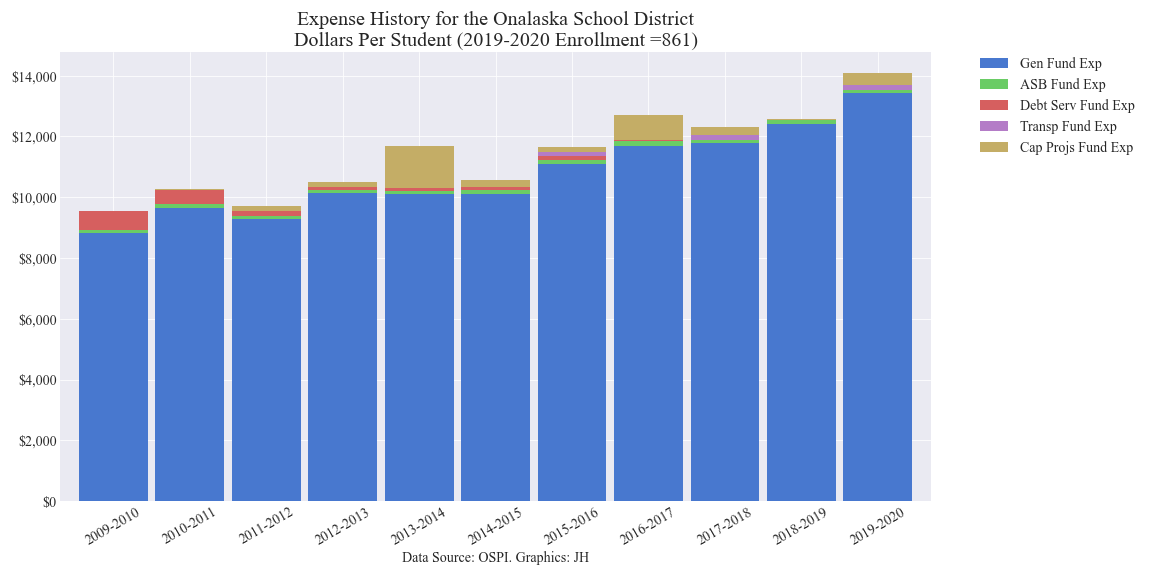 Expense History for the Onalaska School District
Dollars Per Student (2019-2020 Enrollment =861)
$14,000
$12,000
$10,000
$8,000
$6,000
$4,000
$2,000
$0
Gen Fund Exp
ASB Fund Exp
Debt Serv Fund Exp
Transp Fund Exp
Cap Projs Fund Exp
2009-2010
2010-2011
2011-2012
2012-2013
2013-2014
2014-2015
2015-2016
2016-2017
2017-2018
2018-2019
2019-2020
Data Source: OSPI. Graphics: JH